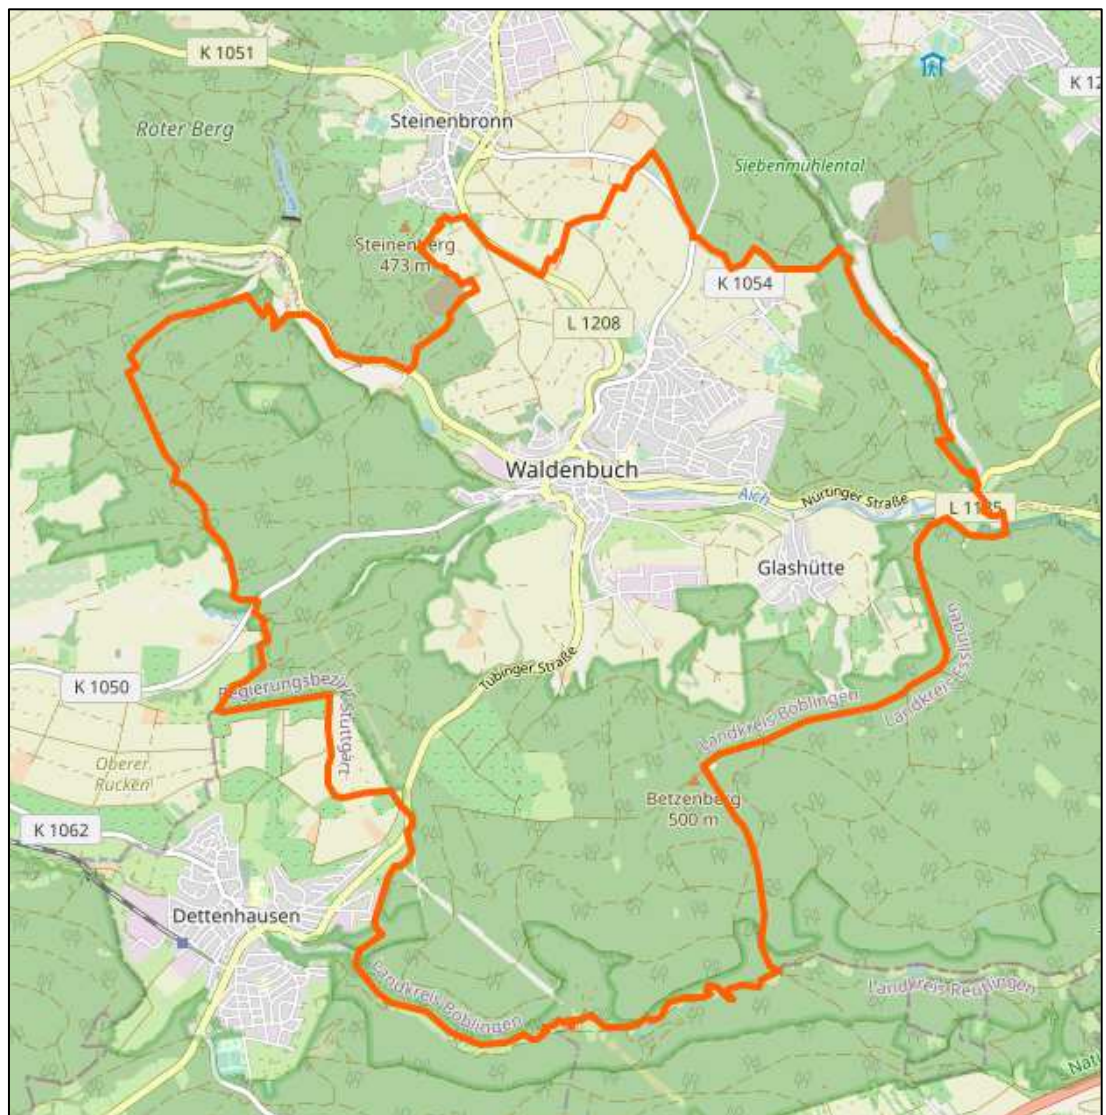 K 1051
K 12
Steinenbronn
Roter Berg
Siebenmühlental
Steinenberg
473 m
K 1054
L 1208
Waldenbuch
Aich
Nürtinger Straße
L 1185
Glashütte
Tübinger Straße
Landkreis Esslingen
K 1050
Regierungsbezirk Stuttgart
Landkreis Böblingen
Oberer
Rucken
Betzenberg
500 m
K 1062
Dettenhausen
Landkreis Böblingen
Landkreis Reutlingen
Nat